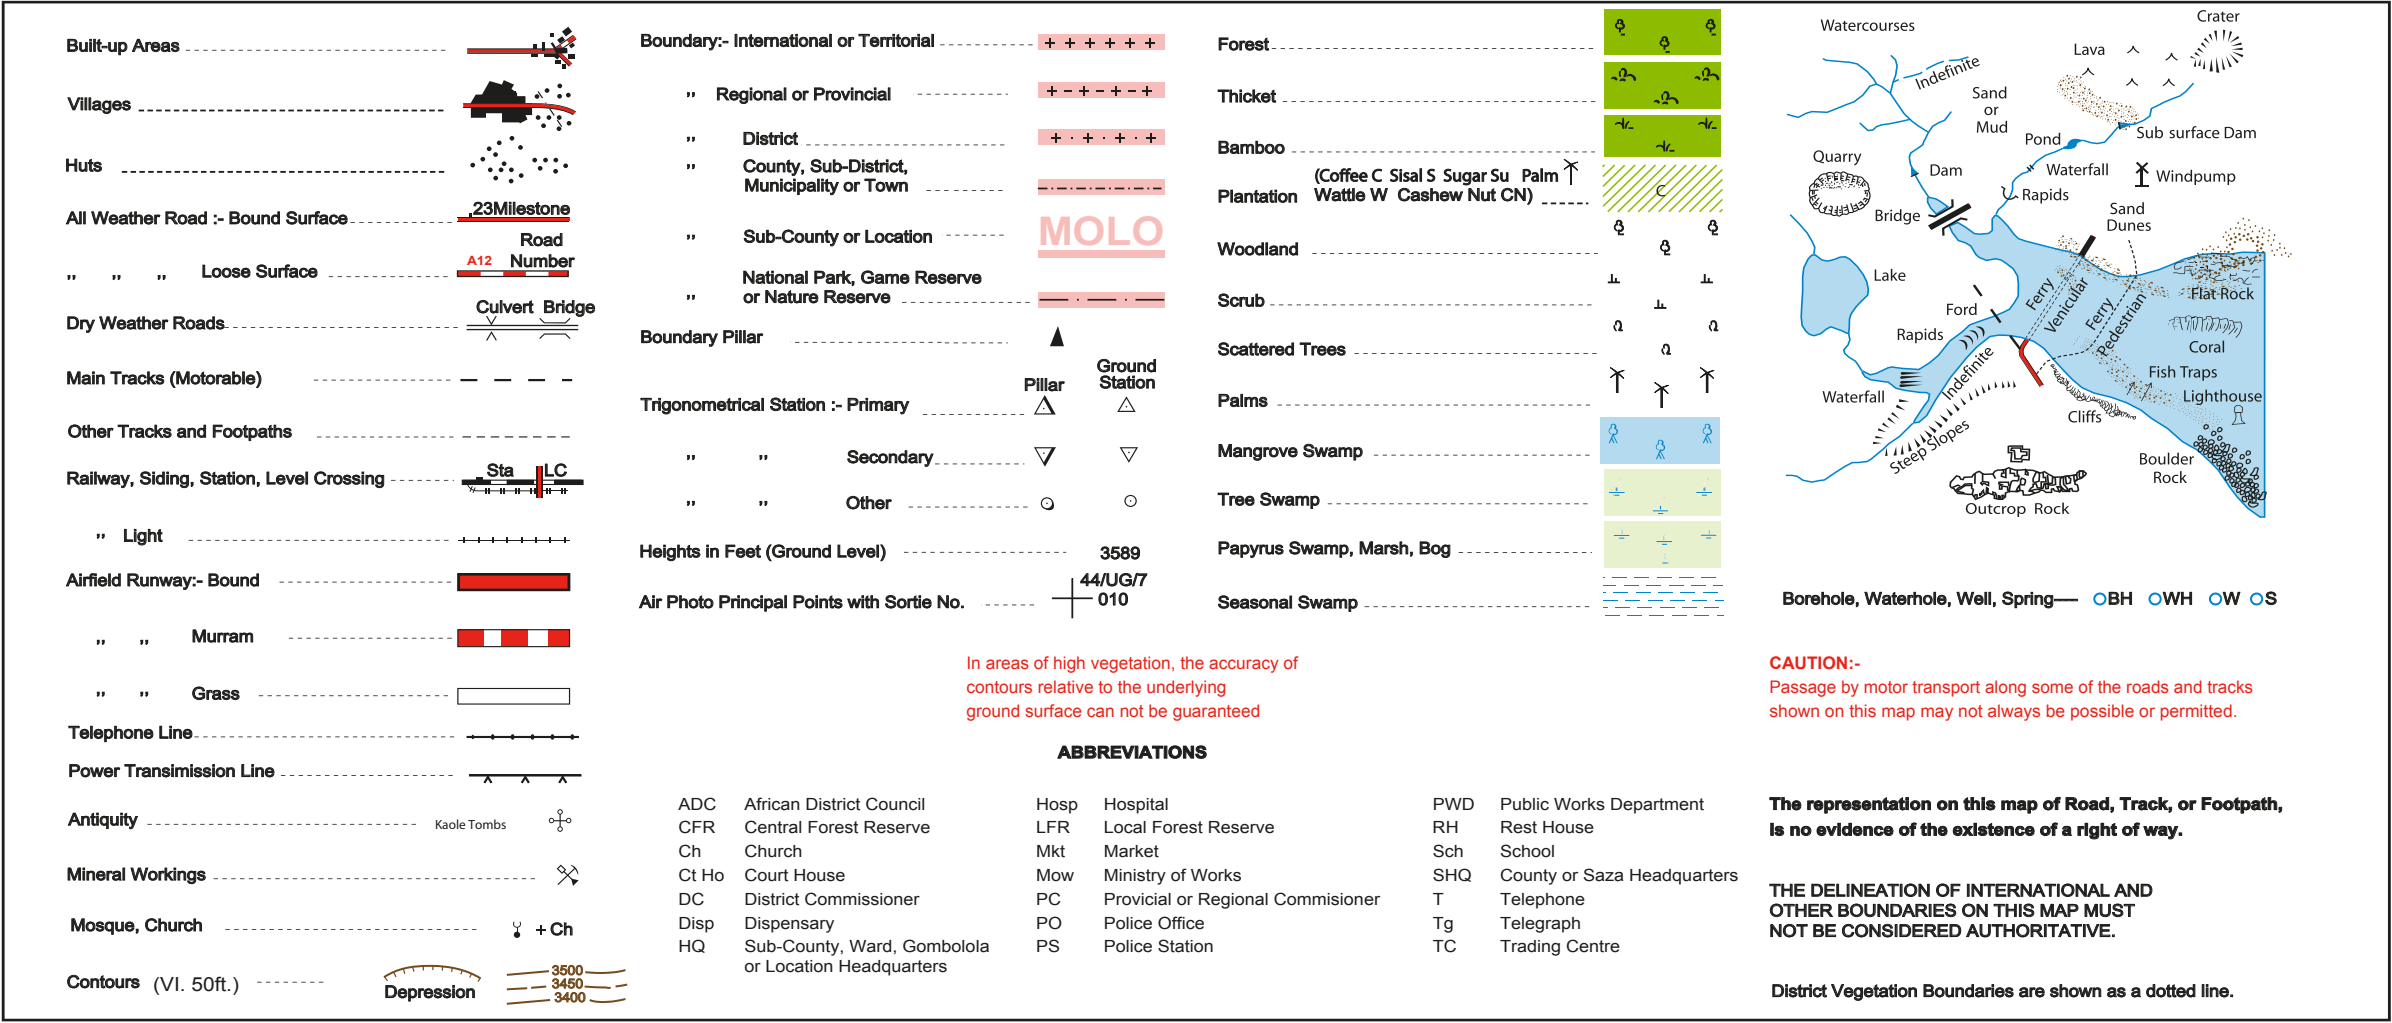 Built-up Areas
Villages
Huts
All Weather Road :- Bound Surface
23Milestone
,, ,, ,, Loose Surface
A12
Road
Number
Dry Weather Roads
Culvert Bridge
Main Tracks (Motorable)
Other Tracks and Footpaths
Railway, Siding, Station, Level Crossing
Sta LC
,, Light
Airfield Runway:- Bound
,, ,, Murram
,, ,, Grass
Telephone Line
Power Transimission Line
Antiquity
Kaole Tombs
Mineral Workings
Mosque, Church
+ Ch
Contours (VI. 50ft.)
Depression
3500
3450
3400
Boundary:- International or Territorial
,, Regional or Provincial
,, District
,, County, Sub-District,
Municipality or Town
,, Sub-County or Location
MOLO
National Park, Game Reserve
,, or Nature Reserve
Boundary Pillar
Pillar
Ground
Station
Trigonometrical Station :- Primary
,, ,, Secondary
,, ,, Other
Heights in Feet (Ground Level)
3589
Air Photo Principal Points with Sortie No.
44/UG/7
010
Forest
Thicket
Bamboo
Plantation
(Coffee C Sisal S Sugar Su Palm
Wattle W Cashew Nut CN)
C
Woodland
Scrub
Scattered Trees
Palms
Mangrove Swamp
Tree Swamp
Papyrus Swamp, Marsh, Bog
Seasonal Swamp
Watercourses
Crater
Lava
Indefinite
Sand
or
Mud
Pond
Sub surface Dam
Quarry
Dam
Waterfall
Windpump
Rapids
Bridge
Sand
Dunes
Lake
Ferry
Venicular
Ferry
Pedestrian
Flat Rock
Ford
Rapids
Coral
Indefinite
Fish Traps
Waterfall
Lighthouse
Cliffs
Steep Slopes
Boulder
Rock
Outcrop Rock
Borehole, Waterhole, Well, Spring
BH WH W S
In areas of high vegetation, the accuracy of
contours relative to the underlying
ground surface can not be guaranteed
CAUTION:-
Passage by motor transport along some of the roads and tracks
shown on this map may not always be possible or permitted.
ABBREVIATIONS
ADC African District Council
CFR Central Forest Reserve
Ch Church
Ct Ho Court House
DC District Commissioner
Disp Dispensary
HQ Sub-County, Ward, Gombolola
or Location Headquarters
Hosp Hospital
LFR Local Forest Reserve
Mkt Market
Mow Ministry of Works
PC Provicial or Regional Commisioner
PO Police Office
PS Police Station
PWD Public Works Department
RH Rest House
Sch School
SHQ County or Saza Headquarters
T Telephone
Tg Telegraph
TC Trading Centre
The representation on this map of Road, Track, or Footpath,
is no evidence of the existence of a right of way.
THE DELINEATION OF INTERNATIONAL AND
OTHER BOUNDARIES ON THIS MAP MUST
NOT BE CONSIDERED AUTHORITATIVE.
District Vegetation Boundaries are shown as a dotted line.